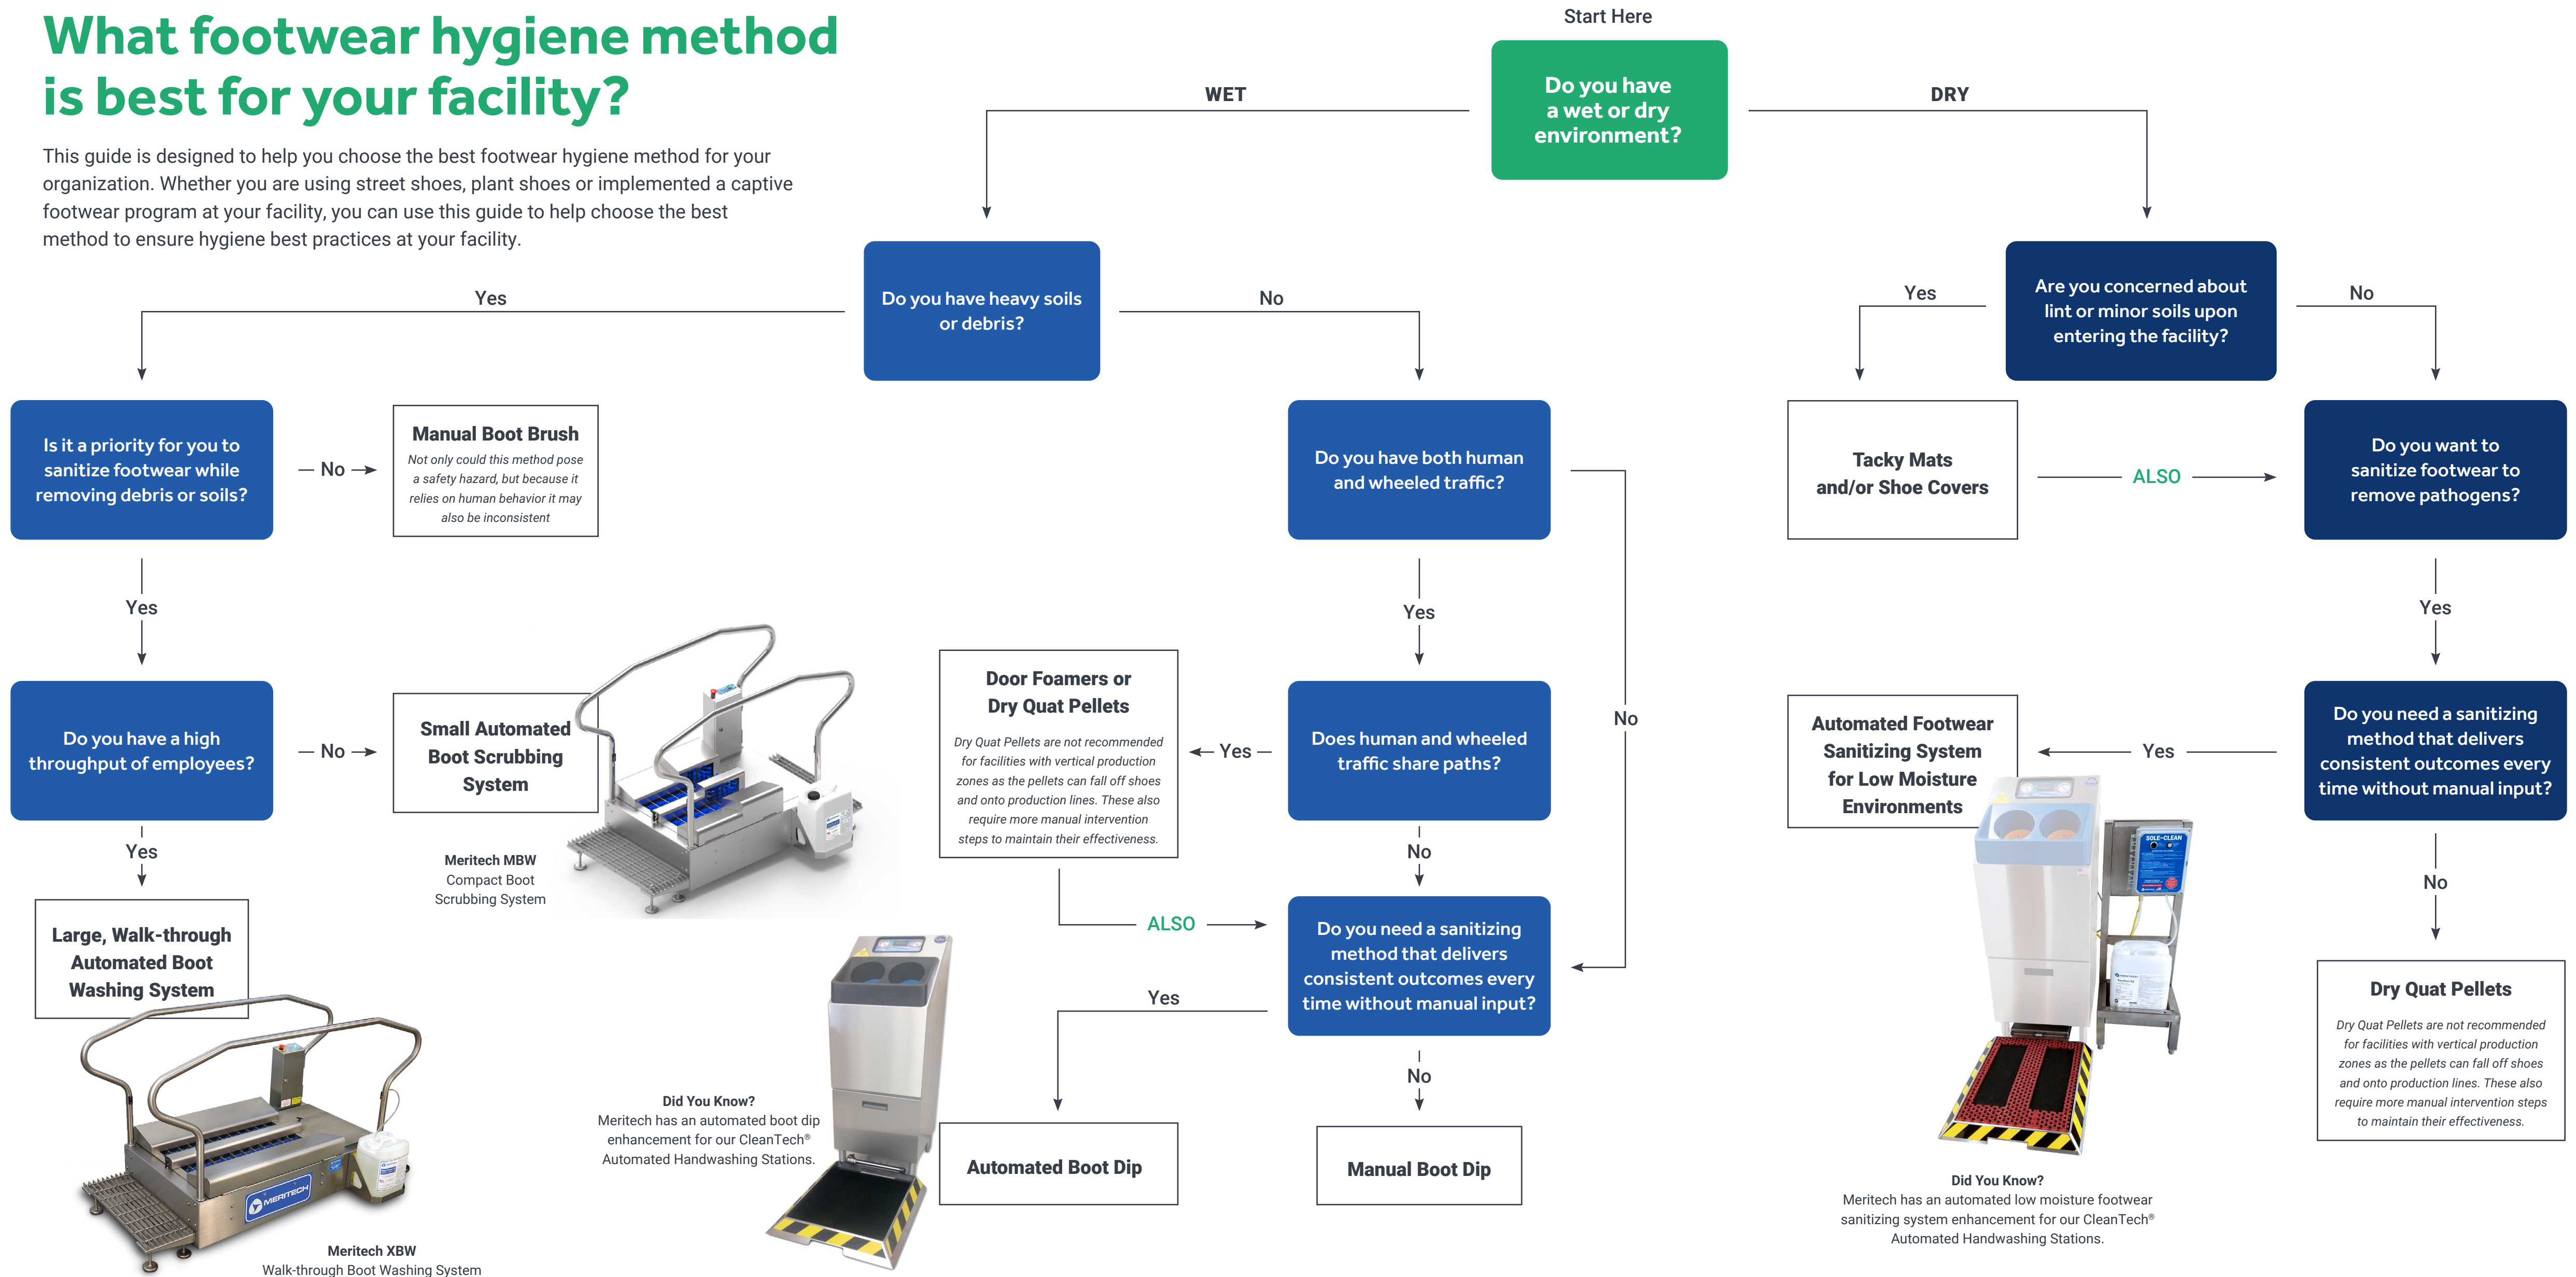 What footwear hygiene method
is best for your facility?
This guide is designed to help you choose the best footwear hygiene method for your
organization. Whether you are using street shoes, plant shoes or implemented a captive
footwear program at your facility, you can use this guide to help choose the best
method to ensure hygiene best practices at your facility.
Start Here
Do you have
a wet or dry
environment?
WET
DRY
Do you have heavy soils
or debris?
Yes
No
Are you concerned about
lint or minor soils upon
entering the facility?
Yes
No
Is it a priority for you to
sanitize footwear while
removing debris or soils?
No
Manual Boot Brush
Not only could this method pose
a safety hazard, but because it
relies on human behavior it may
also be inconsistent
Do you have both human
and wheeled traffic?
Tacky Mats
and/or Shoe Covers
ALSO
Do you want to
sanitize footwear to
remove pathogens?
Yes
Yes
No
Yes
Do you have a high
throughput of employees?
No
Small Automated
Boot Scrubbing
System
Meritech MBW
Compact Boot
Scrubbing System
Door Foamers or
Dry Quat Pellets
Dry Quat Pellets are not recommended
for facilities with vertical production
zones as the pellets can fall off shoes
and onto production lines. These also
require more manual intervention
steps to maintain their effectiveness.
Yes
Does human and wheeled
traffic share paths?
Automated Footwear
Sanitizing System
for Low Moisture
Environments
Yes
Do you need a sanitizing
method that delivers
consistent outcomes every
time without manual input?
SOLE-CLEAN
Yes
Large, Walk-through
Automated Boot
Washing System
MERITECH
Meritech XBW
Walk-through Boot Washing System
No
ALSO
Do you need a sanitizing
method that delivers
consistent outcomes every
time without manual input?
Yes
No
Did You Know?
Meritech has an automated boot dip
enhancement for our CleanTech®
Automated Handwashing Stations.
Automated Boot Dip
Manual Boot Dip
No
Dry Quat Pellets
Dry Quat Pellets are not recommended
for facilities with vertical production
zones as the pellets can fall off shoes
and onto production lines. These also
require more manual intervention steps
to maintain their effectiveness.
Did You Know?
Meritech has an automated low moisture footwear
sanitizing system enhancement for our CleanTech®
Automated Handwashing Stations.